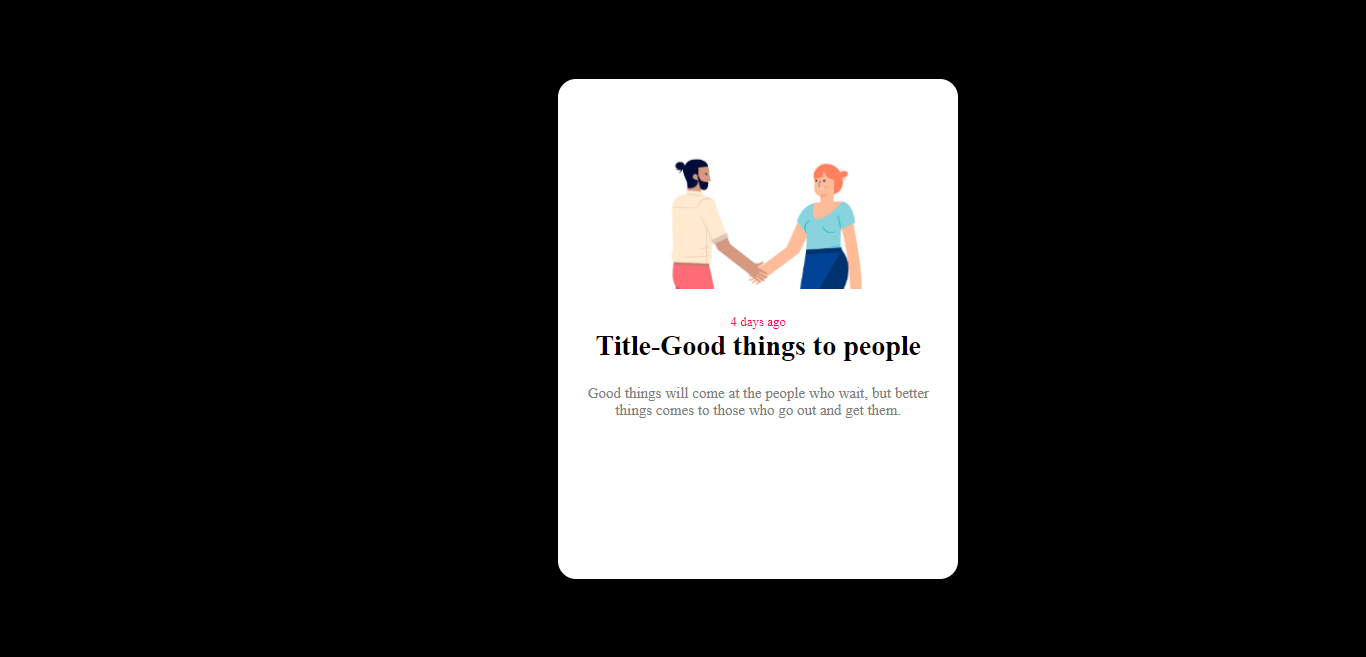 4 days ago
Title-Good things to people
Good things will come at the people who wait, but better
things comes to those who go out and get them.